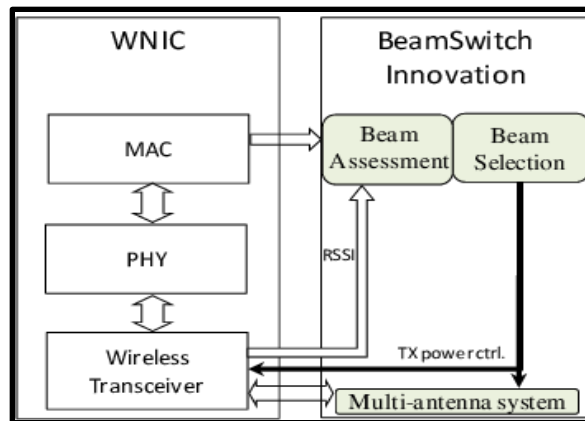 WNIC
MAC
PHY
Wireless
Transceiver
BeamSwitch
Innovation
Beam
Assessment
Beam
Selection
RSSI
TX power ctrl.
Multi-antenna system